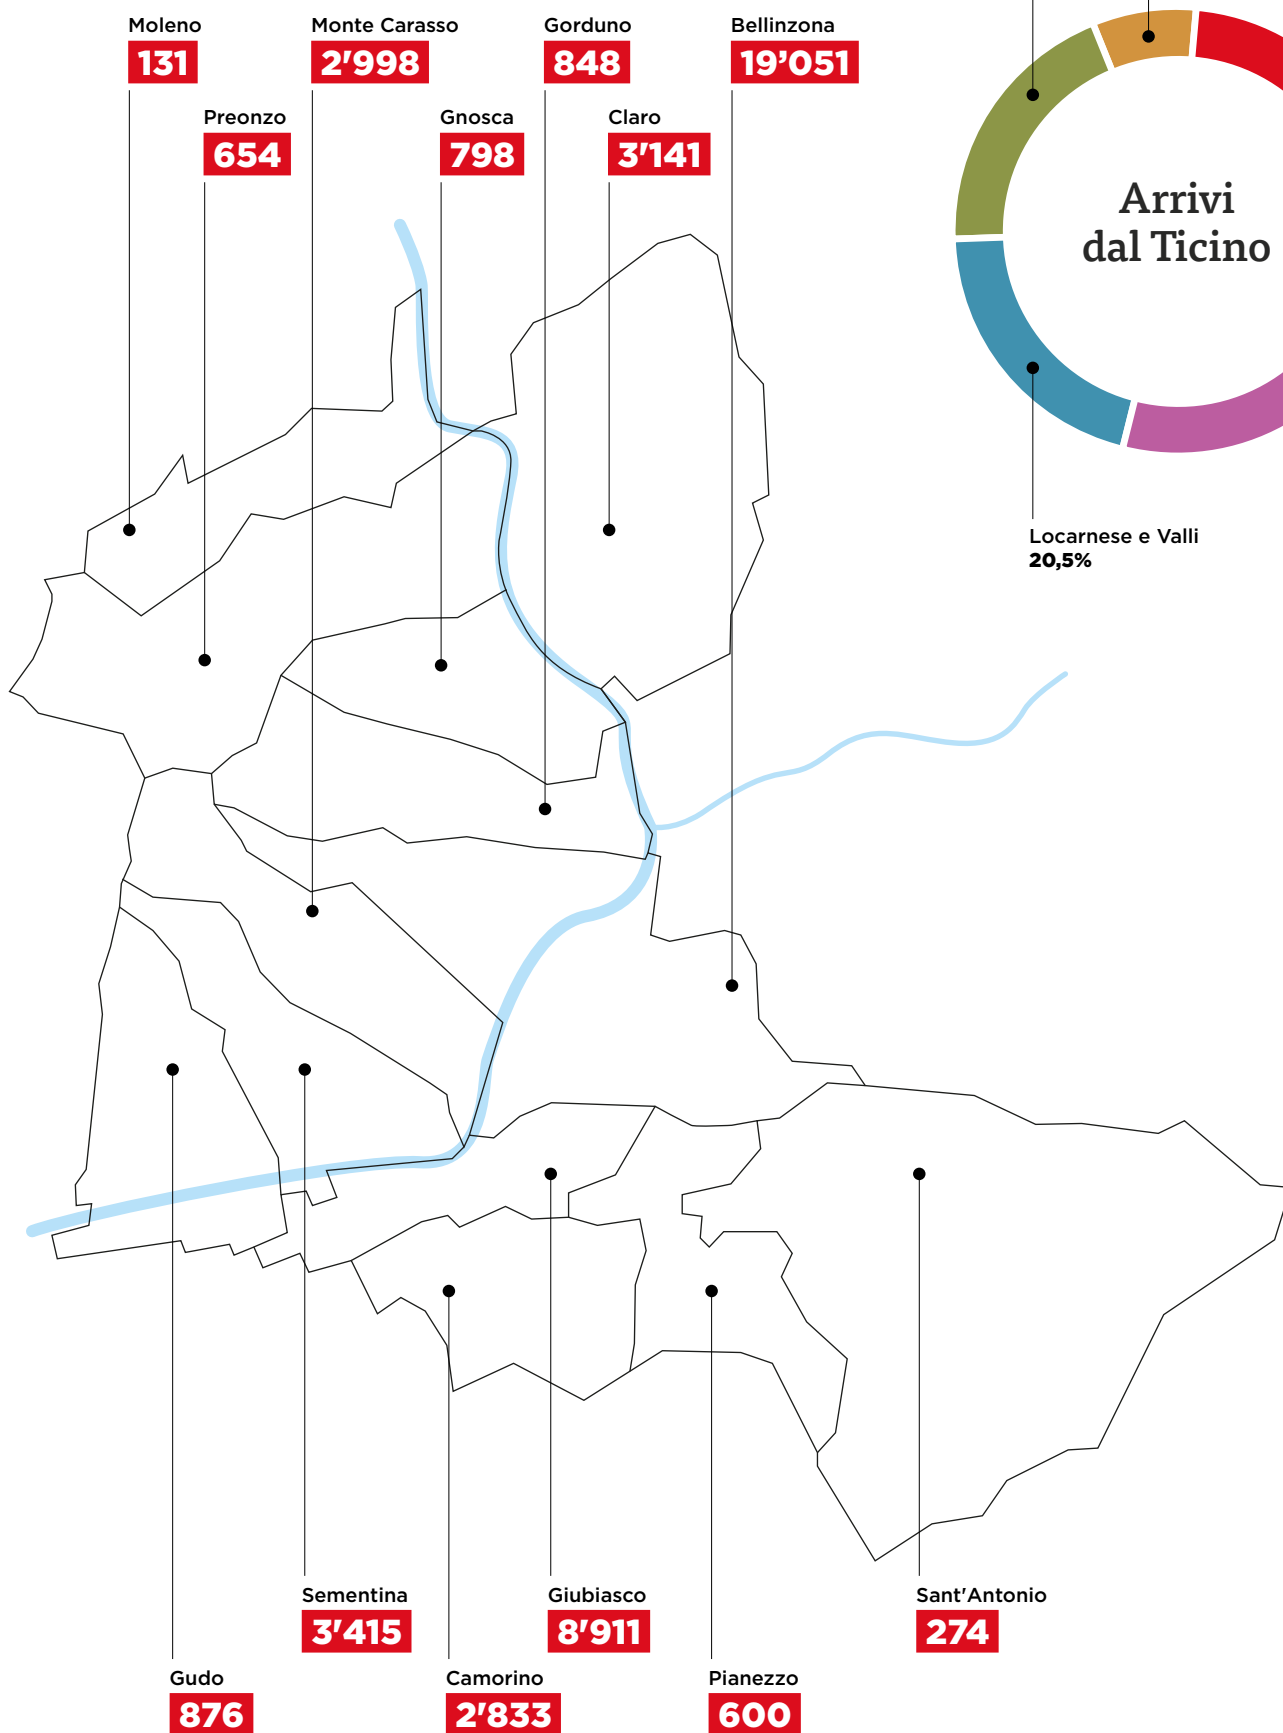 Moleno
131
Monte Carasso
2'998
Gorduno
848
Bellinzona
19’051
Preonzo
654
Gnosca
798
Claro
3'141
Arrivi
dal Ticino
Locarnese e Valli
20,5%
Sementina
3'415
Giubiasco
8'911
Sant'Antonio
274
Gudo
876
Camorino
2'833
Pianezzo
600